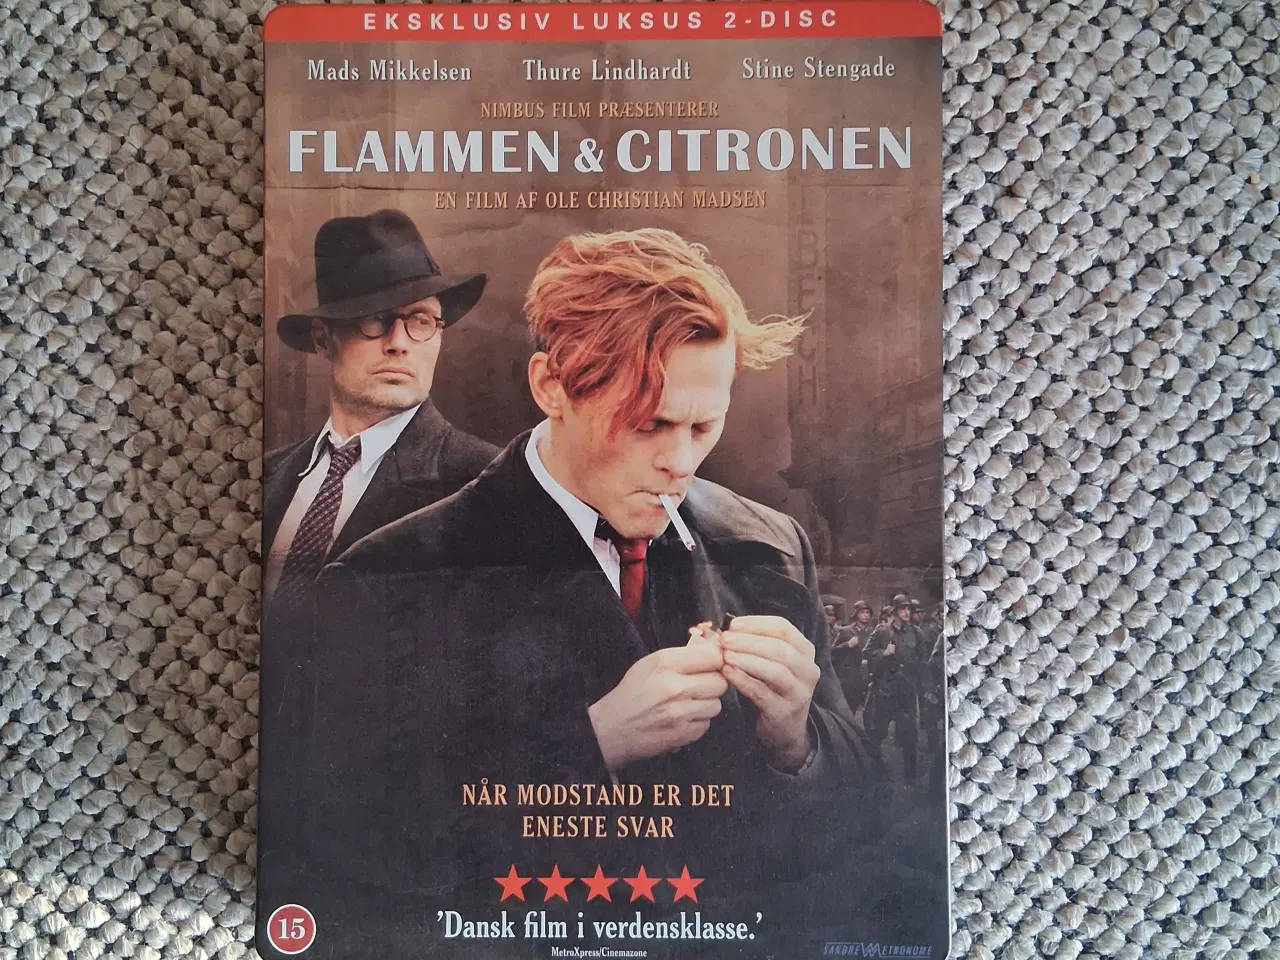 EKSKLUSIV LUKSUS 2-DISC
Mads Mikkelsen Thure Lindhardt Stine Stengade
NIMBUS FILM PRÆSENTERER
FLAMMEN & CITRONEN
EN FILM AF OLE CHRISTIAN MADSEN
NÅR MODSTAND ER DET
ENESTE SVAR
'Dansk film i verdensklasse.'
MetroXpress/Cinemazone
15
SANDREW METRONOME